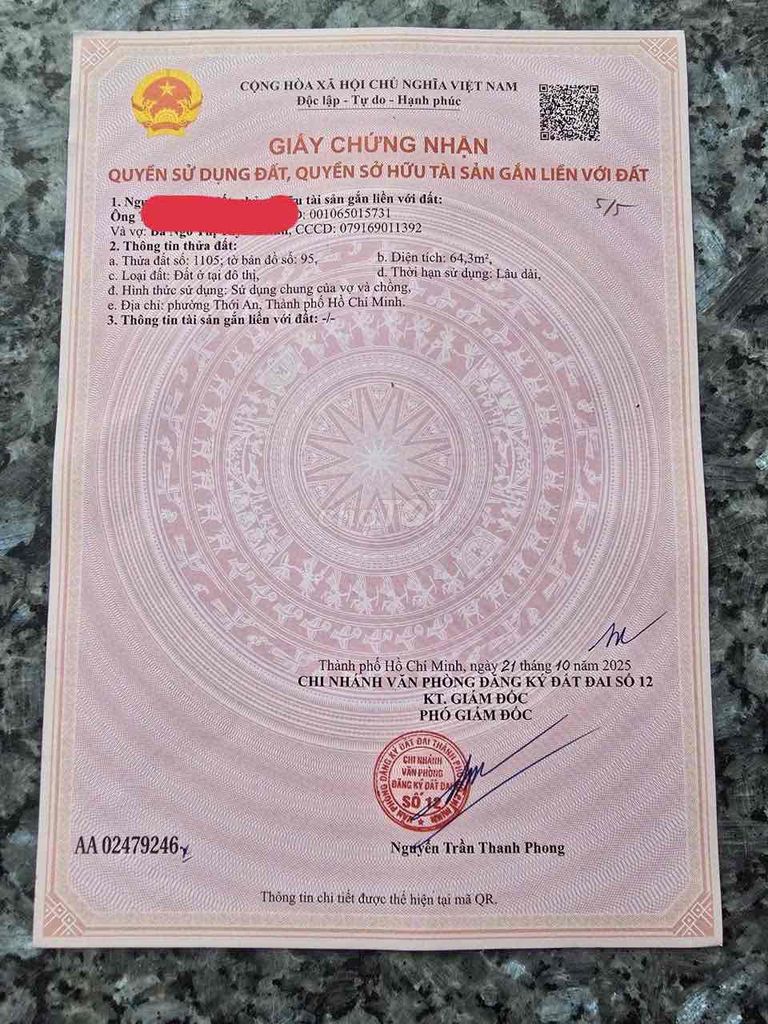 CỘNG HÒA XÃ HỘI CHỦ NGHĨA VIỆT NAM
Độc lập - Tự do - Hạnh phúc
GIẤY CHỨNG NHẬN
QUYỀN SỬ DỤNG ĐẤT, QUYỀN SỞ HỮU TÀI SẢN GẮN LIỀN VỚI ĐẤT
5/5
1. tài sản gắn liền với đất:
Ông 001065015731
Và vợ: Bà Ngô CCCD: 079169011392
2. Thông tin thửa đất:
a. Thửa đất số: 1105; tờ bản đồ số: 95, b. Diện tích: 64,3m²,
c. Loại đất: Đất ở tại đô thị, d. Thời hạn sử dụng: Lâu dài,
đ. Hình thức sử dụng: Sử dụng chung của vợ và chồng,
e. Địa chỉ: phường Thới An, Thành phố Hồ Chí Minh.
3. Thông tin tài sản gắn liền với đất: -/-
choTỐT
Thành phố Hồ Chí Minh, ngày 21 tháng 10 năm 2025
CHI NHÁNH VĂN PHÒNG ĐĂNG KÝ ĐẤT ĐAI SỐ 12
KT. GIÁM ĐỐC
PHÓ GIÁM ĐỐC
CHI NHÁNH
VĂN PHÒNG
ĐĂNG KÝ ĐẤT ĐAI
SỐ 12
AA 02479246
Nguyễn Trần Thanh Phong
Thông tin chi tiết được thể hiện tại mã QR.